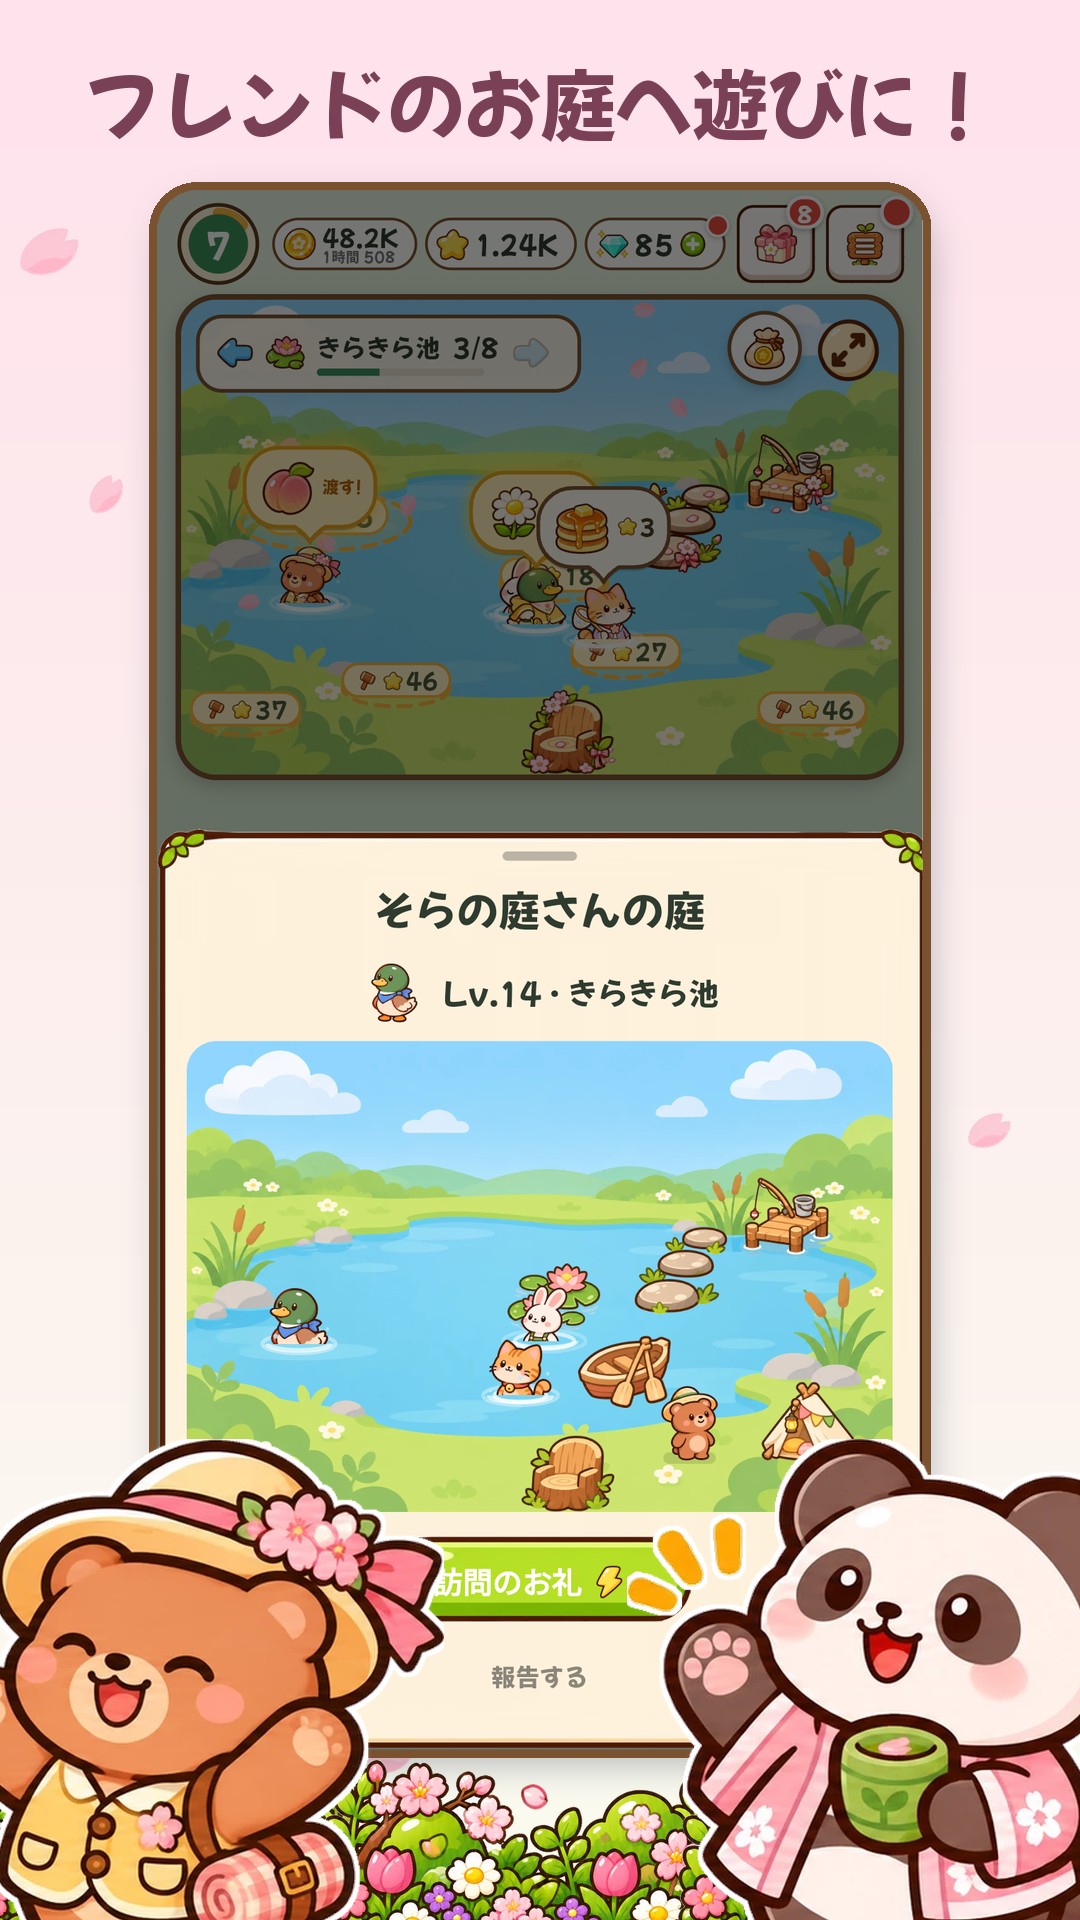 フレンドのお庭へ遊びに！
7
48.2K
1時間 508
1.24K
85
8
きらきら池 3/8
渡す!
3
18
27
46
37
46
そらの庭さんの庭
Lv.14・きらきら池
訪問のお礼
報告する